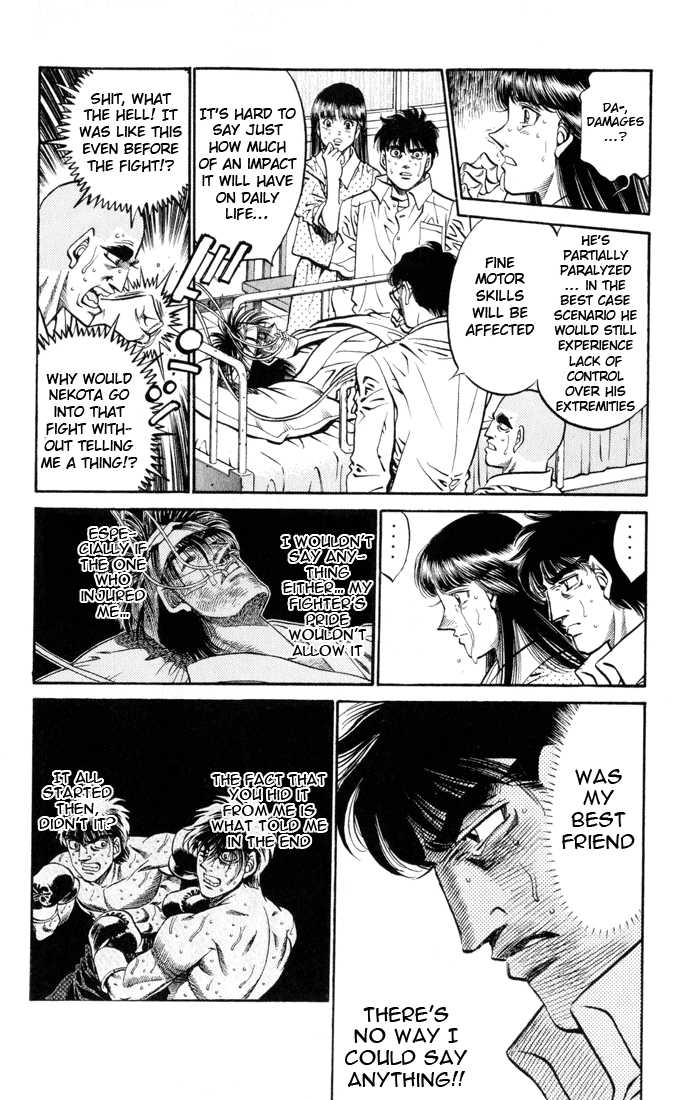 DA-,
DAMAGES
...?
IT'S HARD TO
SAY JUST
HOW MUCH
OF AN IMPACT
IT WILL HAVE
ON DAILY
LIFE...
SHIT, WHAT
THE HELL! IT
WAS LIKE THIS
EVEN BEFORE
THE FIGHT!?
HE'S
PARTIALLY
PARALYZED
... IN THE
BEST CASE
SCENARIO HE
WOULD STILL
EXPERIENCE
LACK OF
CONTROL
OVER HIS
EXTREMITIES
FINE
MOTOR
SKILLS
WILL BE
AFFECTED
WHY WOULD
NEKOTA GO
INTO THAT
FIGHT WITH-
OUT TELLING
ME A THING!?
...
...
I WOULDN'T
SAY ANY-
THING
EITHER... MY
FIGHTER'S
PRIDE
WOULDN'T
ALLOW IT
ESPE-
CIALLY IF
THE ONE
WHO
INJURED
ME...
WAS
MY
BEST
FRIEND
THERE'S
NO WAY I
COULD SAY
ANYTHING!!
THE FACT THAT
YOU HID IT
FROM ME IS
WHAT TOLD ME
IN THE END
IT ALL
STARTED
THEN,
DIDN'T IT?